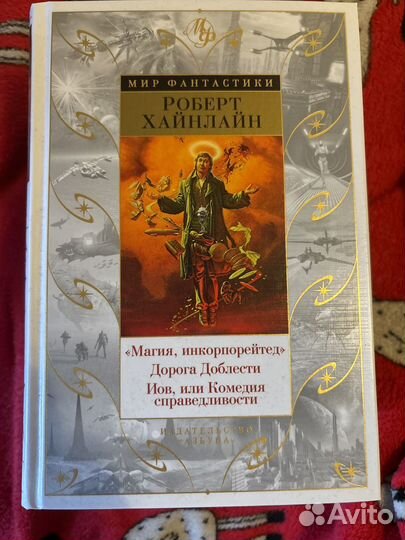 МФ
МИР ФАНТАСТИКИ
РОБЕРТ
ХАЙНЛАЙН
«Магия, инкорпорейтед»
Дорога Доблести
Иов, или Комедия
справедливости
ИЗДАТЕЛЬСТВО
«АЗБУКА»
Avito